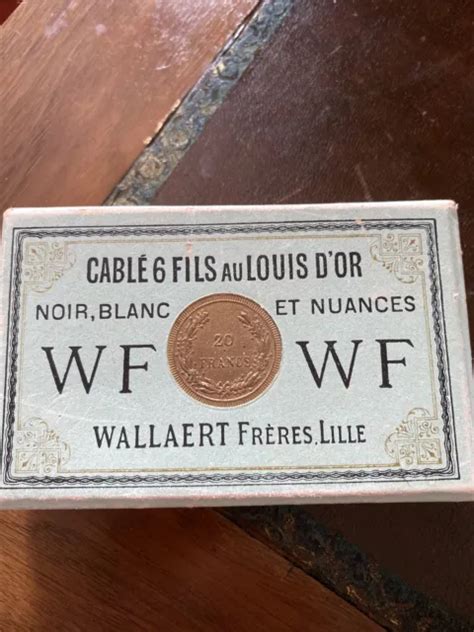 CABLÉ 6 FILS AU LOUIS D'OR
NOIR, BLANC ET NUANCES
20
FRANCS
WF WF
WALLAERT FRÈRES. LILLE